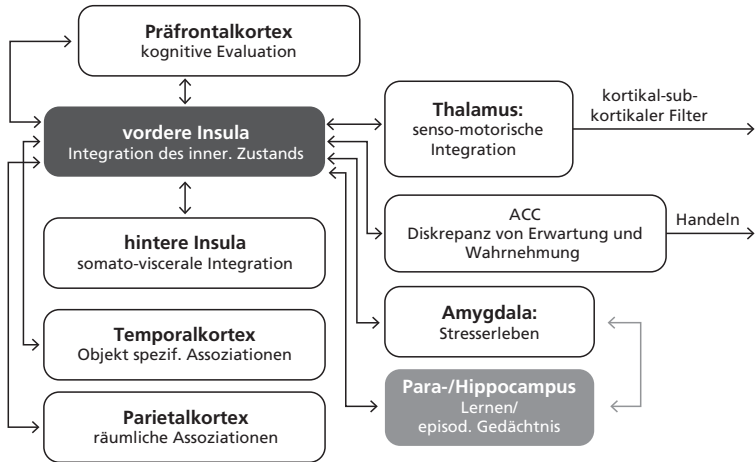 Präfrontalkortex
kognitive Evaluation
vordere Insula
Integration des inner. Zustands
hintere Insula
somato-viscerale Integration
Temporalkortex
Objekt spezif. Assoziationen
Parietalkortex
räumliche Assoziationen
Thalamus:
senso-motorische
Integration
kortikal-sub-
kortikaler Filter
ACC
Diskrepanz von Erwartung und
Wahrnehmung
Handeln
Amygdala:
Stresserleben
Para-/Hippocampus
Lernen/
episod. Gedächtnis